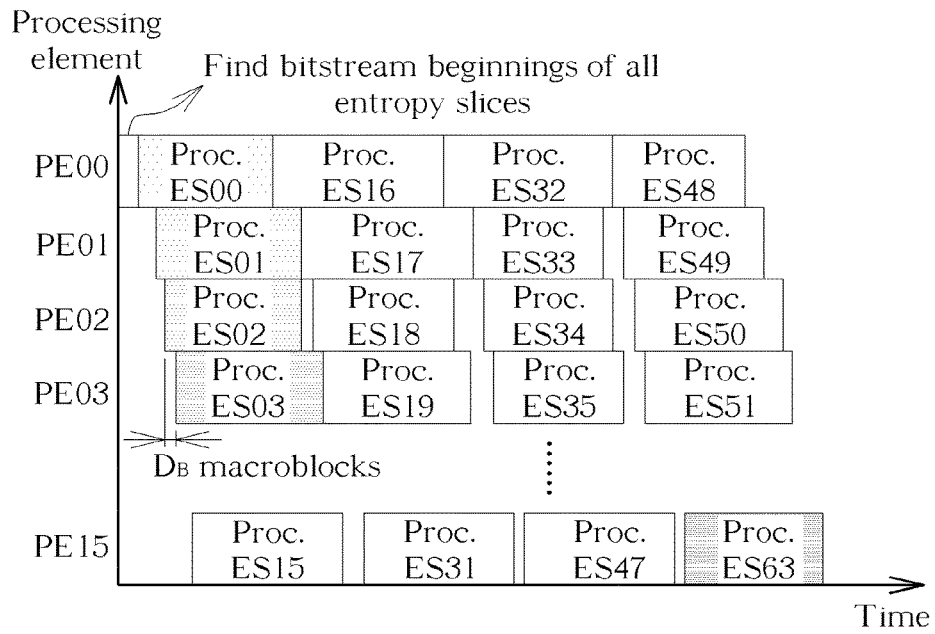 Processing
element
Find bitstream beginnings of all
entropy slices
PE00
Proc.
ES00
Proc.
ES16
Proc.
ES32
Proc.
ES48
PE01
Proc.
ES01
Proc.
ES17
Proc.
ES33
Proc.
ES49
PE02
Proc.
ES02
Proc.
ES18
Proc.
ES34
Proc.
ES50
PE03
Proc.
ES03
Proc.
ES19
Proc.
ES35
Proc.
ES51
DB macroblocks
PE15
Proc.
ES15
Proc.
ES31
Proc.
ES47
Proc.
ES63
Time